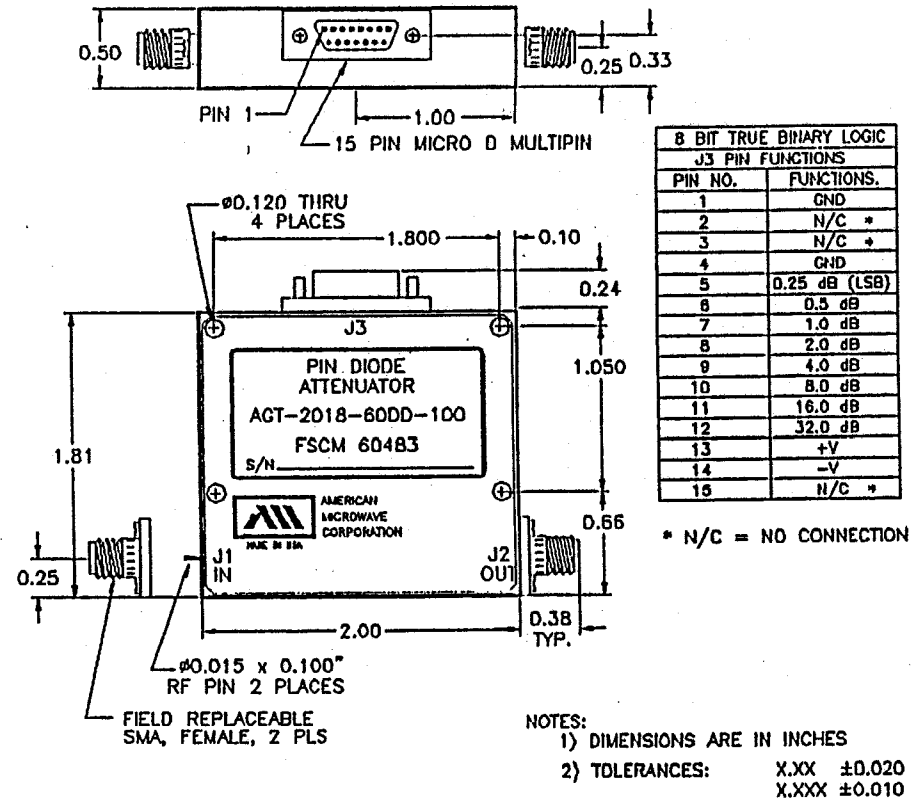 0.50
0.25 0.33
PIN 1
1.00
15 PIN MICRO D MULTIPIN
8 BIT TRUE BINARY LOGIC
J3 PIN FUNCTIONS
PIN NO. FUNCTIONS.
1 GND
2 N/C *
3 N/C *
4 GND
5 0.25 dB (LSB)
6 0.5 dB
7 1.0 dB
8 2.0 dB
9 4.0 dB
10 8.0 dB
11 16.0 dB
12 32.0 dB
13 +V
14 -V
15 N/C *
* N/C = NO CONNECTION
ø0.120 THRU
4 PLACES
1.800
0.10
0.24
J3
PIN DIODE
ATTENUATOR
AGT-2018-60DD-100
FSCM 60483
S/N
1.050
1.81
AMERICAN
MICROWAVE
CORPORATION
MADE IN USA
0.66
J1
IN
J2
OUT
0.25
0.38
TYP.
2.00
ø0.015 x 0.100"
RF PIN 2 PLACES
FIELD REPLACEABLE
SMA, FEMALE, 2 PLS
NOTES:
1) DIMENSIONS ARE IN INCHES
2) TOLERANCES: X.XX ±0.020
X.XXX ±0.010